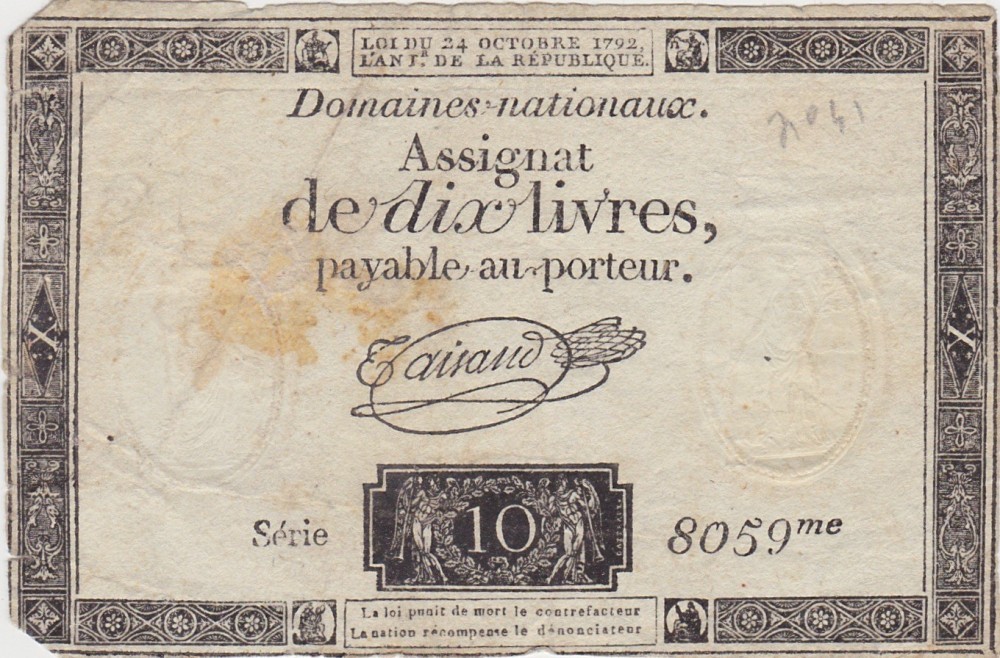 LOI DU 24 OCTOBRE 1792,
L'AN I.R DE LA RÉPUBLIQUE.
Domaines-nationaux.
Assignat
de dix livres,
payable au porteur.
Taisaud
X
X
Série
10
8059me
La loi punit de mort le contrefacteur
La nation récompense le dénonciateur